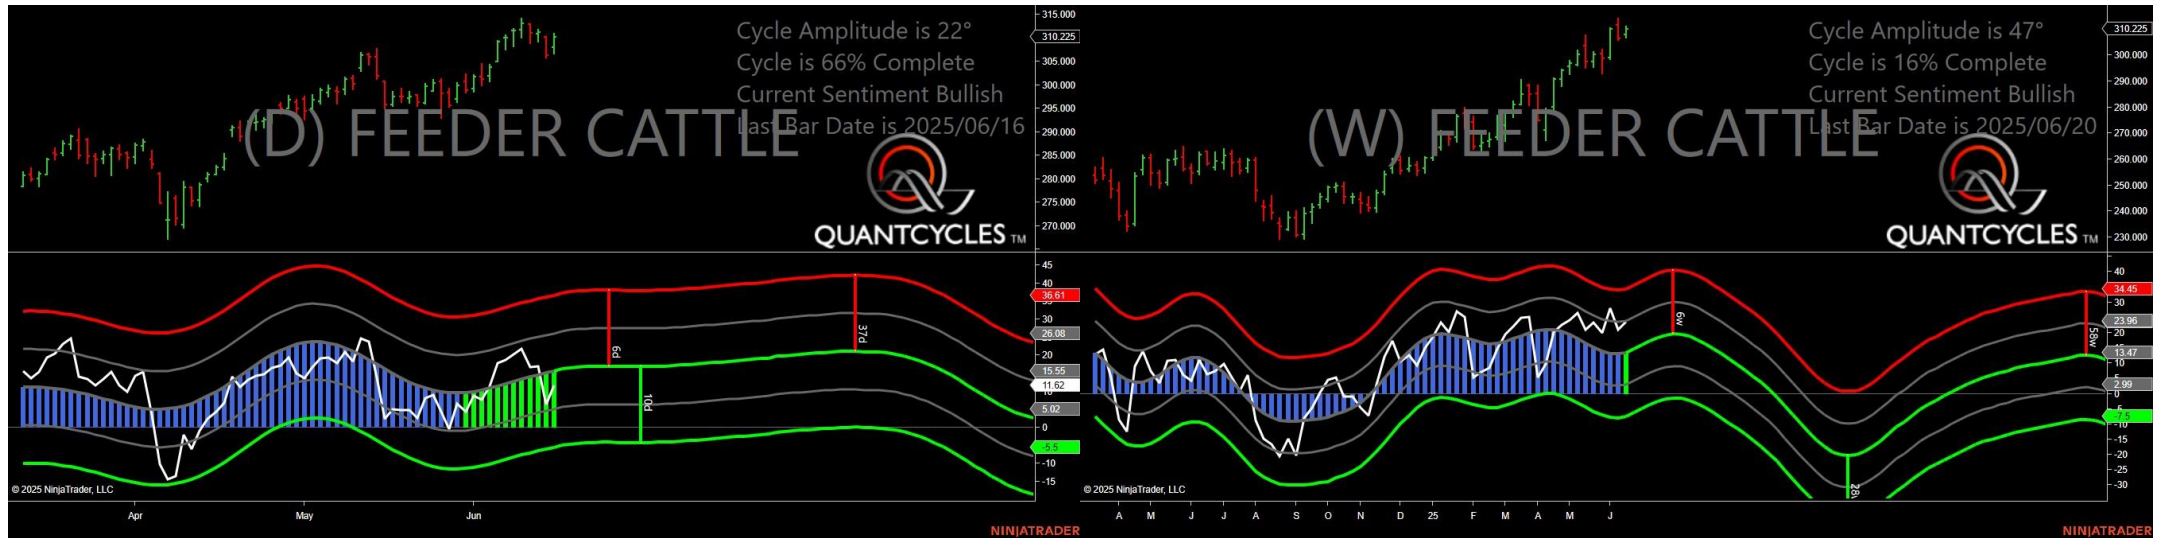 Cycle Amplitude is 22°
Cycle is 66% Complete
Current Sentiment Bullish
Last Bar Date is 2025/06/16
(D) FEEDER CATTLE
QUANTCYCLES TM
315.000
310.225
305.000
300.000
295.000
290.000
285.000
280.000
275.000
270.000
45
40
36.61
30
26.08
20
15.55
11.62
5.02
0
-5.5
-10
-15
6d
10d
37d
© 2025 NinjaTrader, LLC
Apr May Jun
NINJATRADER
Cycle Amplitude is 47°
Cycle is 16% Complete
Current Sentiment Bullish
Last Bar Date is 2025/06/20
(W) FEEDER CATTLE
QUANTCYCLES TM
310.225
300.000
290.000
280.000
270.000
260.000
250.000
240.000
230.000
40
34.45
30
23.96
20
13.47
10
2.99
0
-7.5
-10
-15
-20
-25
-30
6w
58w
© 2025 NinjaTrader, LLC
A M J J A S O N D 25 F M A M J
NINJATRADER